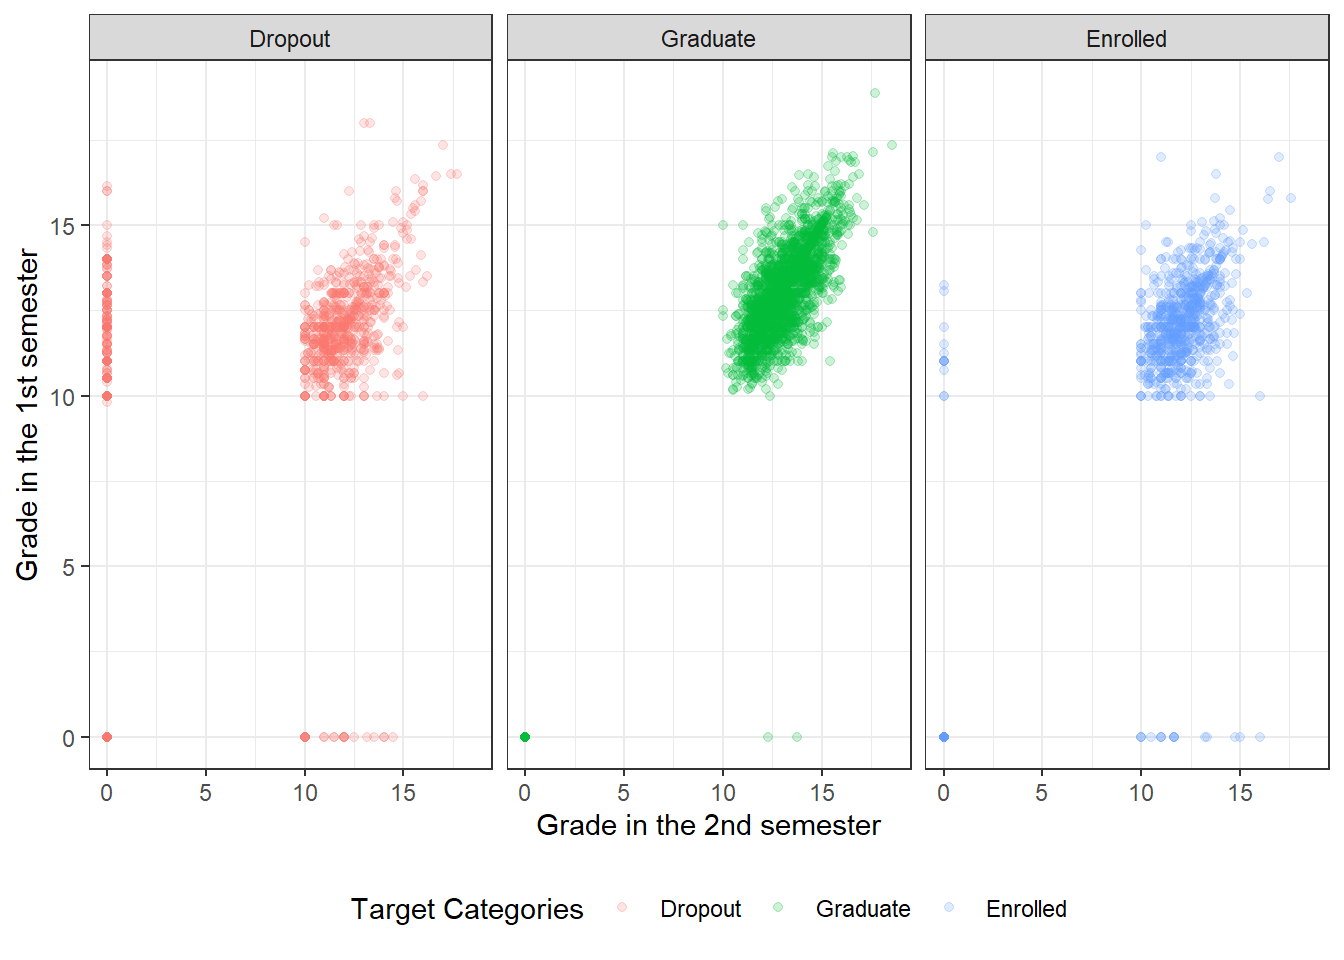 Dropout Graduate Enrolled
Grade in the 1st semester
15
10
5
0
0 5 10 15 0 5 10 15 0 5 10 15
Grade in the 2nd semester
Target Categories Dropout Graduate Enrolled